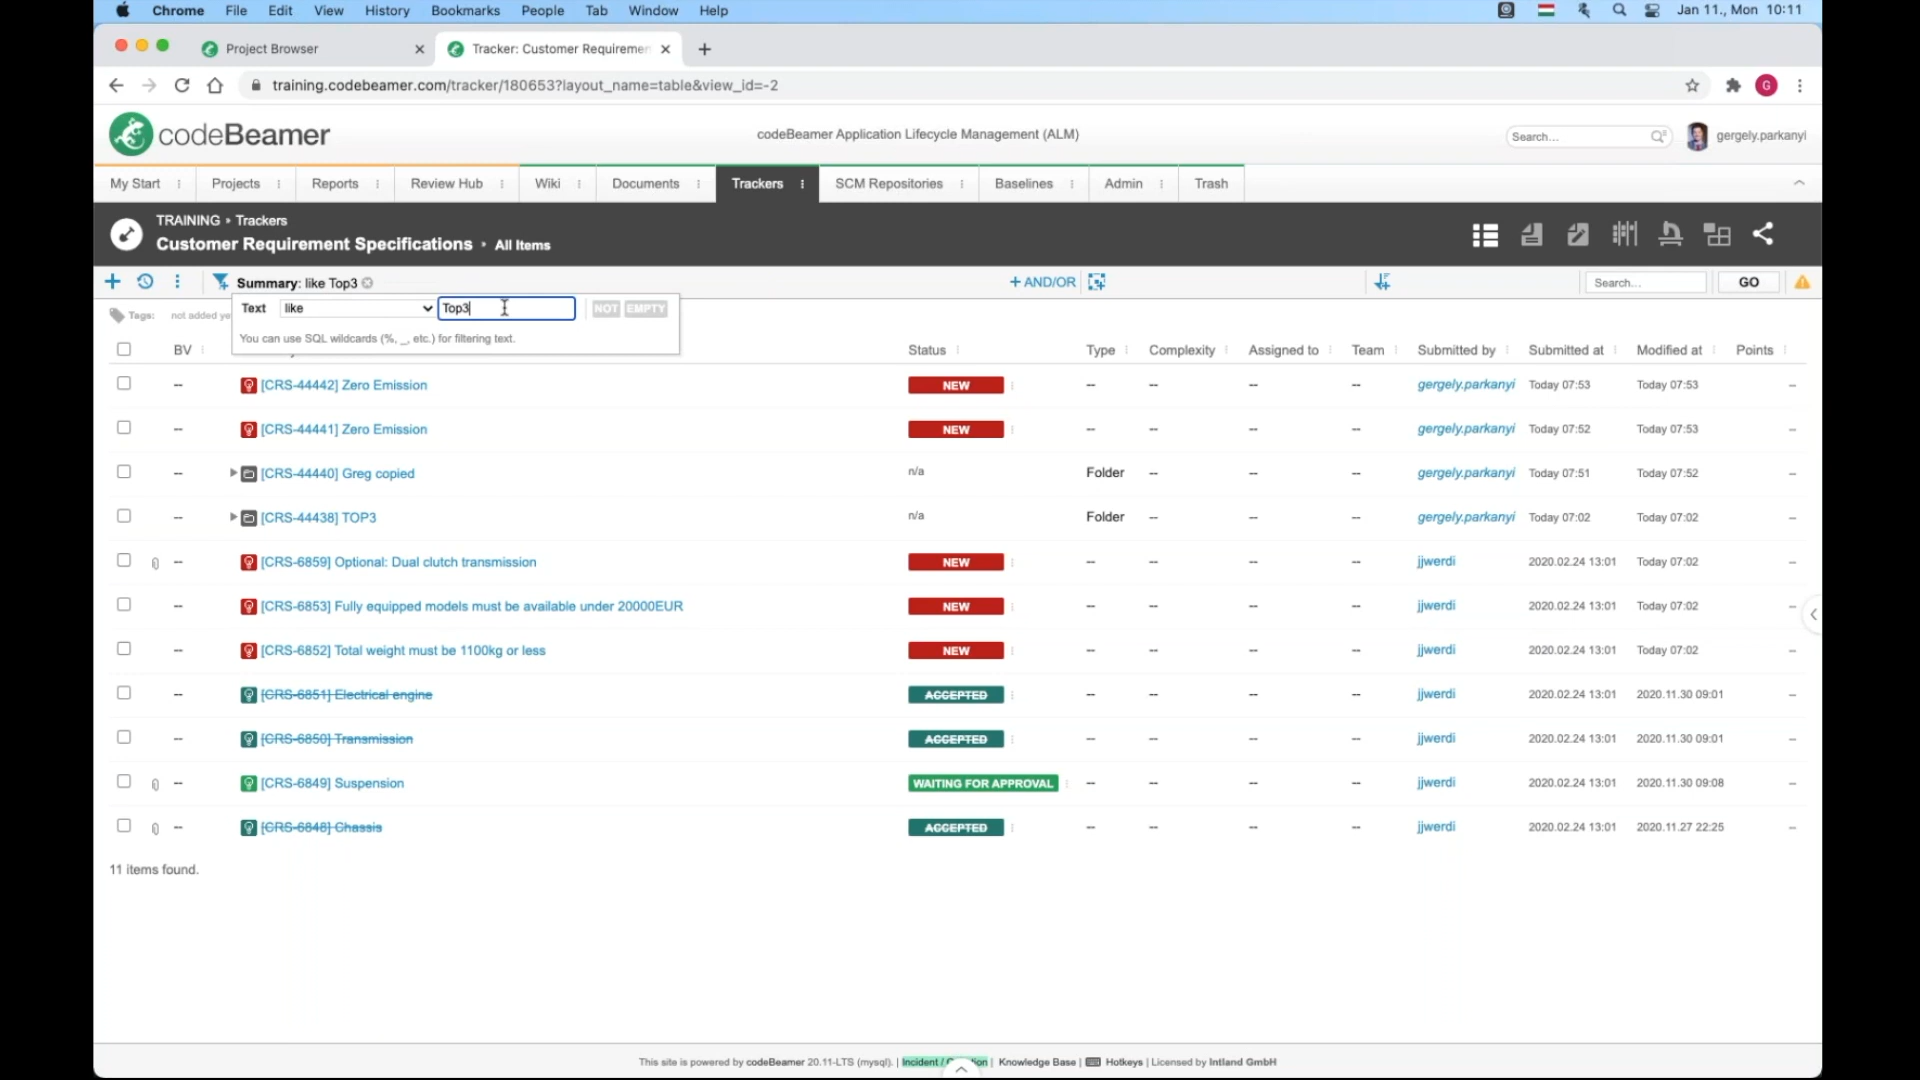 Chrome File Edit View History Bookmarks People Tab Window Help Jan 11., Mon 10:11
Project Browser Tracker: Customer Requiremen
training.codebeamer.com/tracker/180653?layout_name=table&view_id=-2 G
codeBeamer codeBeamer Application Lifecycle Management (ALM) Search... gergely.parkanyi
My Start Projects Reports Review Hub Wiki Documents Trackers SCM Repositories Baselines Admin Trash
TRAINING Trackers
Customer Requirement Specifications All Items
Summary: like Top3 + AND/OR Search... GO
Text like Top3 NOT EMPTY
Tags: not added ye
You can use SQL wildcards (%, _, etc.) for filtering text.
BV Status Type Complexity Assigned to Team Submitted by Submitted at Modified at Points
-- [CRS-44442] Zero Emission NEW -- -- -- -- gergely.parkanyi Today 07:53 Today 07:53 --
-- [CRS-44441] Zero Emission NEW -- -- -- -- gergely.parkanyi Today 07:52 Today 07:53 --
-- [CRS-44440] Greg copied n/a Folder -- -- -- gergely.parkanyi Today 07:51 Today 07:52 --
-- [CRS-44438] TOP3 n/a Folder -- -- -- gergely.parkanyi Today 07:02 Today 07:02 --
-- [CRS-6859] Optional: Dual clutch transmission NEW -- -- -- -- jjwerdi 2020.02.24 13:01 Today 07:02 --
-- [CRS-6853] Fully equipped models must be available under 20000EUR NEW -- -- -- -- jjwerdi 2020.02.24 13:01 Today 07:02 --
-- [CRS-6852] Total weight must be 1100kg or less NEW -- -- -- -- jjwerdi 2020.02.24 13:01 Today 07:02 --
-- [CRS-6851] Electrical engine ACCEPTED -- -- -- -- jjwerdi 2020.02.24 13:01 2020.11.30 09:01 --
-- [CRS-6850] Transmission ACCEPTED -- -- -- -- jjwerdi 2020.02.24 13:01 2020.11.30 09:01 --
-- [CRS-6849] Suspension WAITING FOR APPROVAL -- -- -- -- jjwerdi 2020.02.24 13:01 2020.11.30 09:08 --
-- [CRS-6848] Chassis ACCEPTED -- -- -- -- jjwerdi 2020.02.24 13:01 2020.11.27 22:25 --
11 items found.
This site is powered by codeBeamer 20.11-LTS (mysql). | Incident / | Knowledge Base | Hotkeys | Licensed by Intland GmbH